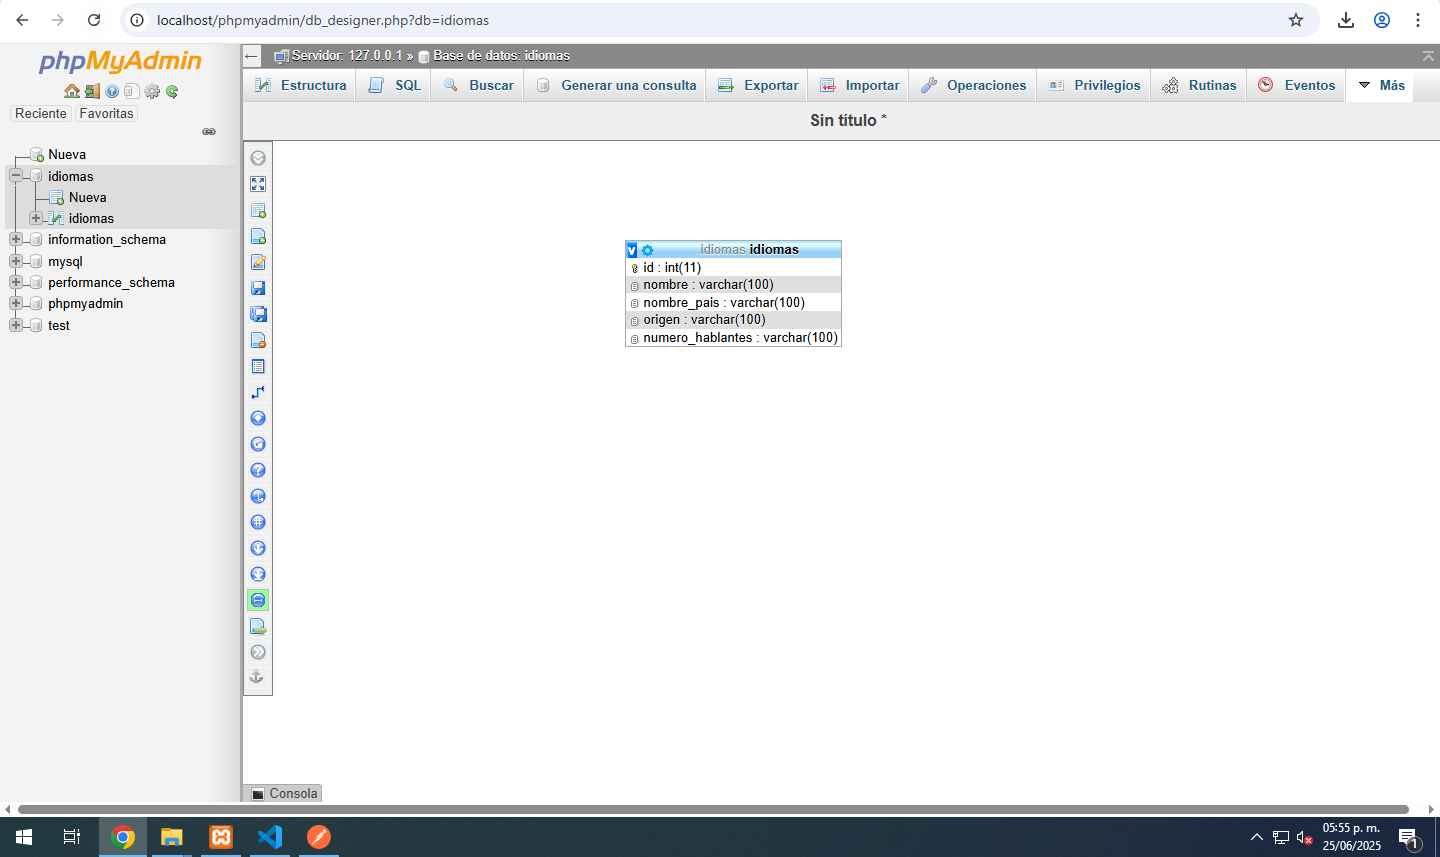 localhost/phpmyadmin/db_designer.php?db=idiomas
phpMyAdmin
Reciente Favoritas
Nueva
idiomas
Nueva
idiomas
information_schema
mysql
performance_schema
phpmyadmin
test
Servidor: 127.0.0.1 » Base de datos: idiomas
Estructura SQL Buscar Generar una consulta Exportar Importar Operaciones Privilegios Rutinas Eventos Más
Sin título *
v idiomas idiomas
id : int(11)
nombre : varchar(100)
nombre_pais : varchar(100)
origen : varchar(100)
numero_hablantes : varchar(100)
Consola
05:55 p. m.
25/06/2025
1